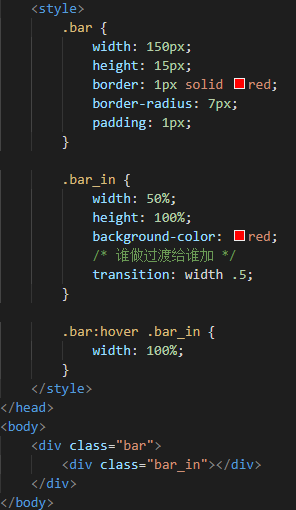 <style>
.bar {
width: 150px;
height: 15px;
border: 1px solid red;
border-radius: 7px;
padding: 1px;
}
.bar_in {
width: 50%;
height: 100%;
background-color: red;
/* 谁做过渡给谁加 */
transition: width .5;
}
.bar:hover .bar_in {
width: 100%;
}
</style>
</head>
<body>
<div class="bar">
<div class="bar_in"></div>
</div>
</body>